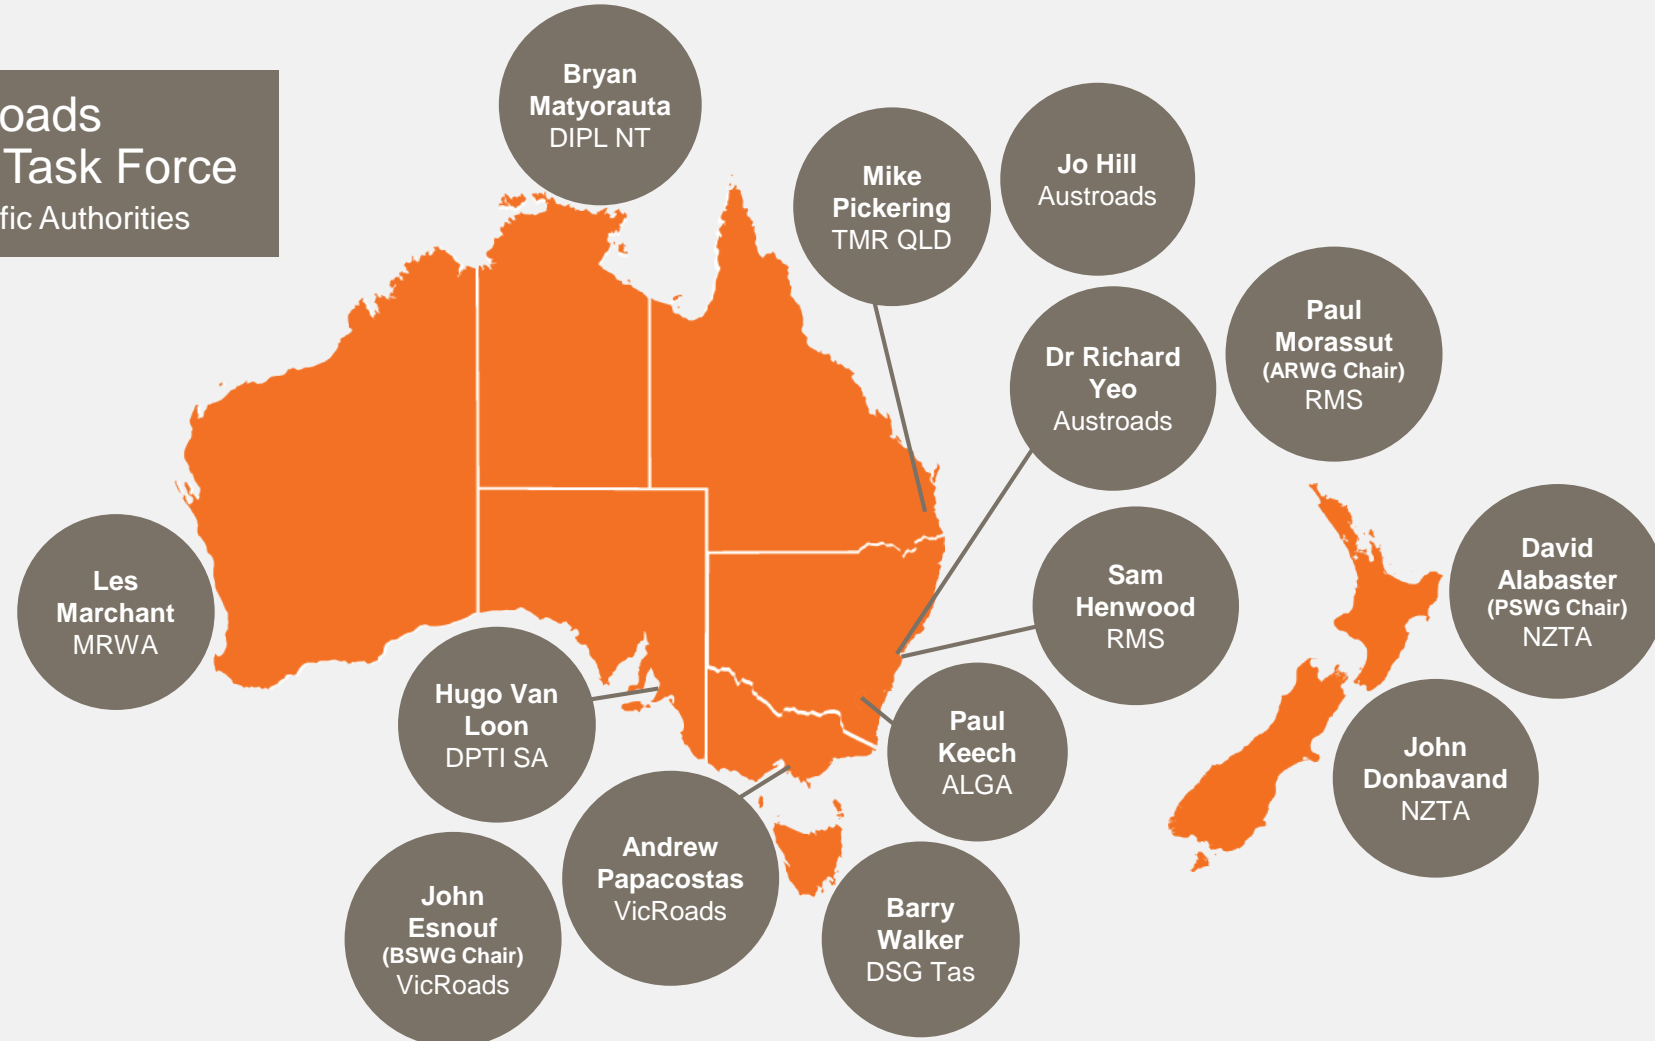 oads
Task Force
fic Authorities
Bryan
Matyorauta
DIPL NT
Mike
Pickering
TMR QLD
Jo Hill
Austroads
Dr Richard
Yeo
Austroads
Paul
Morassut
(ARWG Chair)
RMS
Les
Marchant
MRWA
Sam
Henwood
RMS
David
Alabaster
(PSWG Chair)
NZTA
Hugo Van
Loon
DPTI SA
Paul
Keech
ALGA
John
Donbavand
NZTA
Andrew
Papacostas
VicRoads
John
Esnouf
(BSWG Chair)
VicRoads
Barry
Walker
DSG Tas